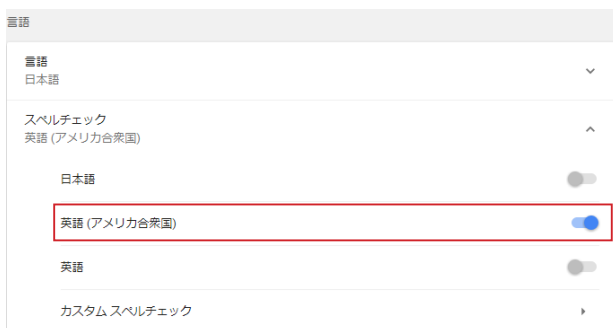 言語
言語
日本語
スペルチェック
英語 (アメリカ合衆国)
日本語
英語 (アメリカ合衆国)
英語
カスタム スペルチェック